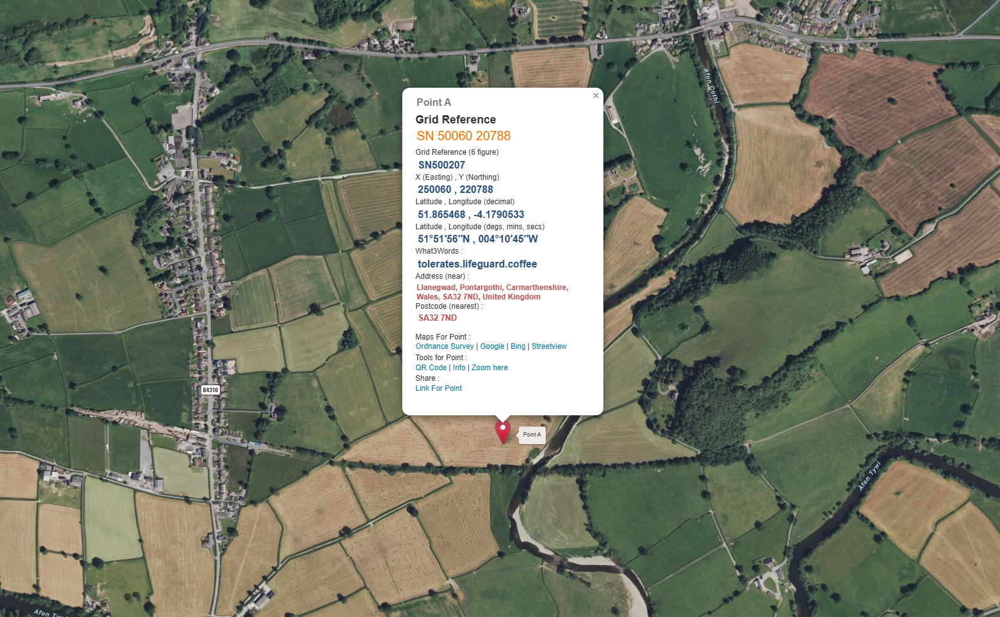 Afon Cothi
×
Point A
Grid Reference
SN 50060 20788
Grid Reference (6 figure)
SN500207
X (Easting) , Y (Northing)
250060 , 220788
Latitude , Longitude (decimal)
51.865468 , -4.1790533
Latitude , Longitude (degs, mins, secs)
51°51′56″N , 004°10′45″W
What3Words :
tolerates.lifeguard.coffee
Address (near) :
Llanegwad, Pontargothi, Carmarthenshire,
Wales, SA32 7ND, United Kingdom
Postcode (nearest) :
SA32 7ND
Maps For Point :
Ordnance Survey | Google | Bing | Streetview
Tools for Point :
QR Code | Info | Zoom here
Share :
Link For Point
B4310
Point A
Afon Tywi
Afon Tywi